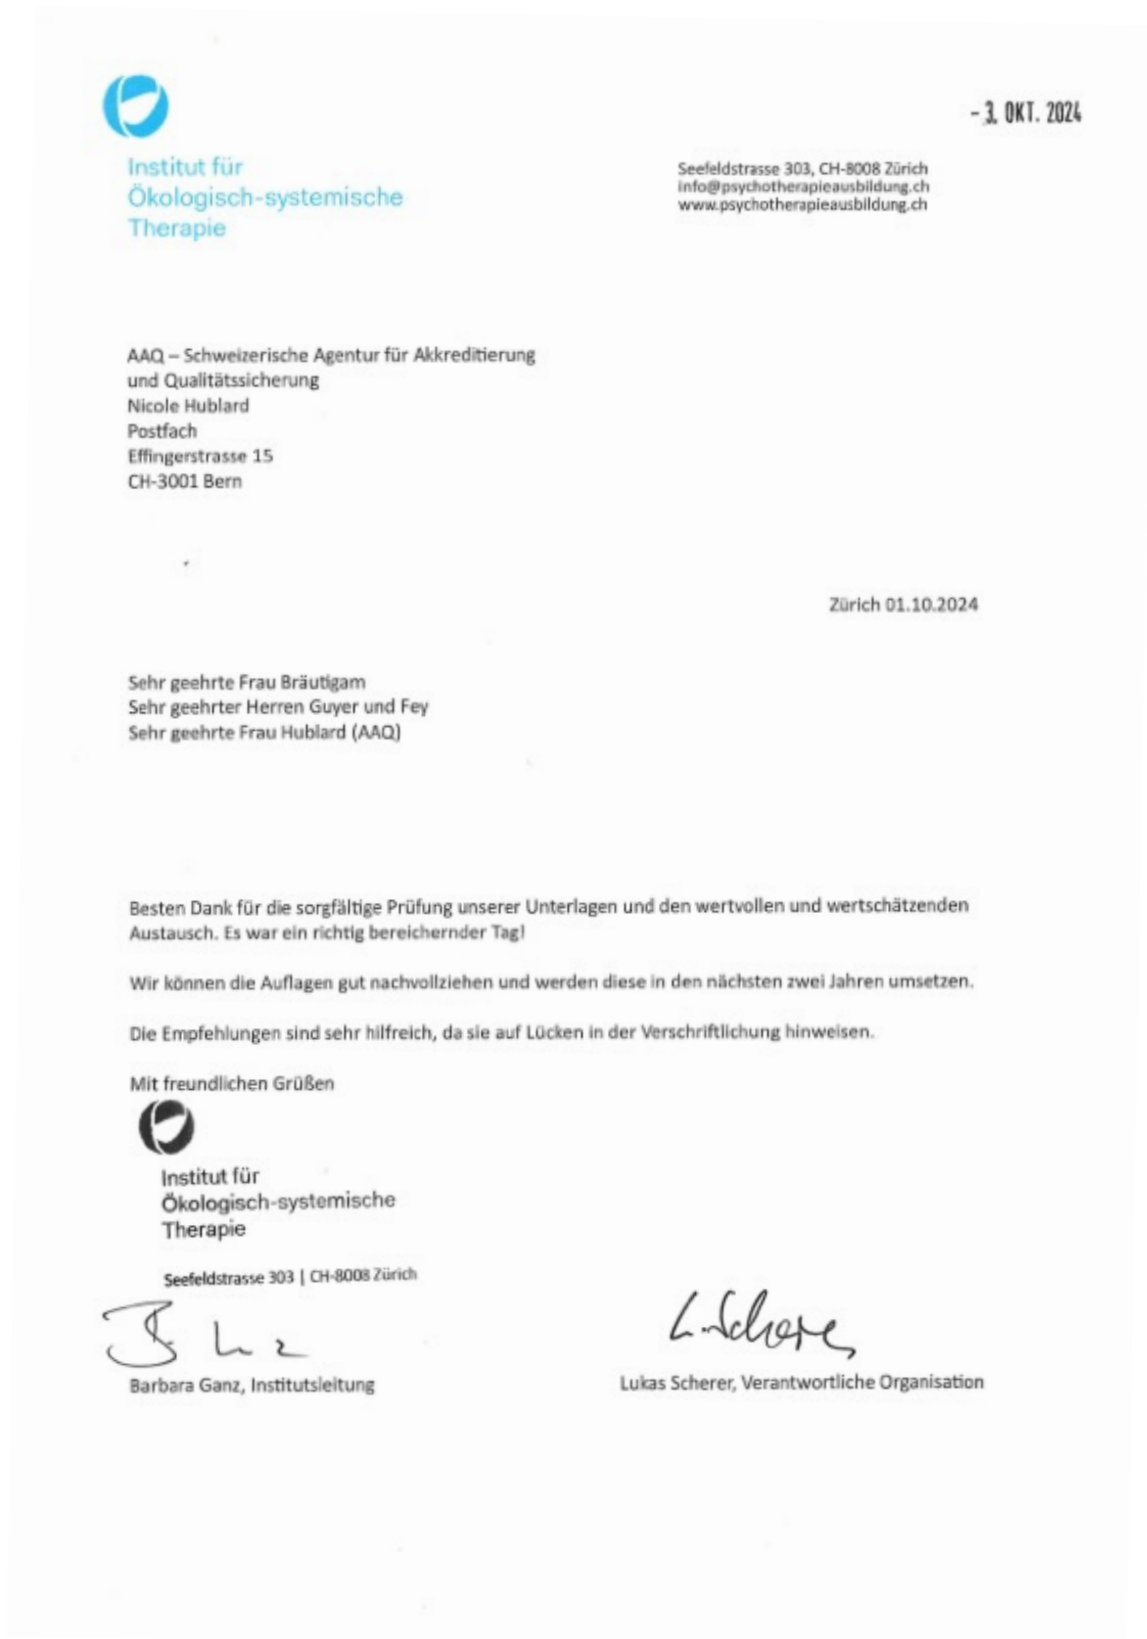 - 3. OKT. 2024
Institut für
Ökologisch-systemische
Therapie
Seefeldstrasse 303, CH-8008 Zürich
info@psychotherapieausbildung.ch
www.psychotherapieausbildung.ch
AAQ – Schweizerische Agentur für Akkreditierung
und Qualitätssicherung
Nicole Hublard
Postfach
Effingerstrasse 15
CH-3001 Bern
Zürich 01.10.2024
Sehr geehrte Frau Bräutigam
Sehr geehrter Herren Guyer und Fey
Sehr geehrte Frau Hublard (AAQ)
Besten Dank für die sorgfältige Prüfung unserer Unterlagen und den wertvollen und wertschätzenden
Austausch. Es war ein richtig bereichernder Tag!
Wir können die Auflagen gut nachvollziehen und werden diese in den nächsten zwei Jahren umsetzen.
Die Empfehlungen sind sehr hilfreich, da sie auf Lücken in der Verschriftlichung hinweisen.
Mit freundlichen Grüßen
Institut für
Ökologisch-systemische
Therapie
Seefeldstrasse 303 | CH-8008 Zürich
L. Scherer
Barbara Ganz, Institutsleitung
Lukas Scherer, Verantwortliche Organisation